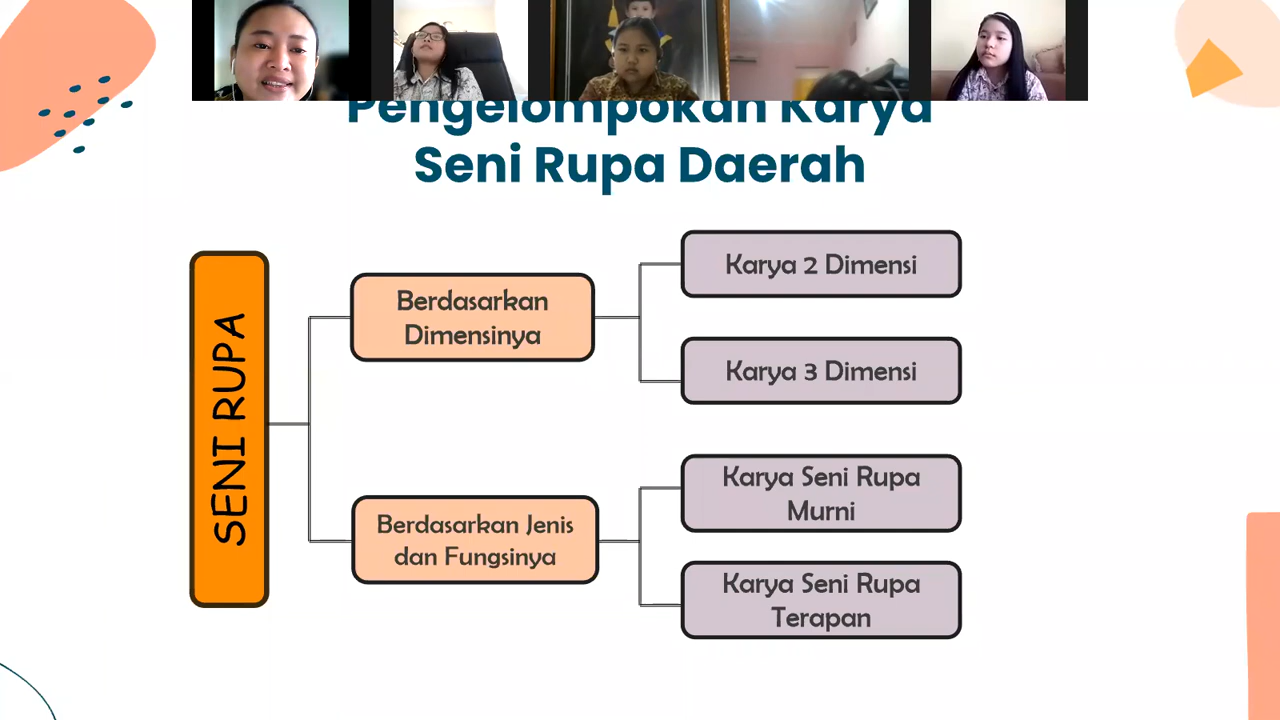 Pengelompokan Karya
Seni Rupa Daerah
SENI RUPA
Berdasarkan
Dimensinya
Karya 2 Dimensi
Karya 3 Dimensi
Berdasarkan Jenis
dan Fungsinya
Karya Seni Rupa
Murni
Karya Seni Rupa
Terapan